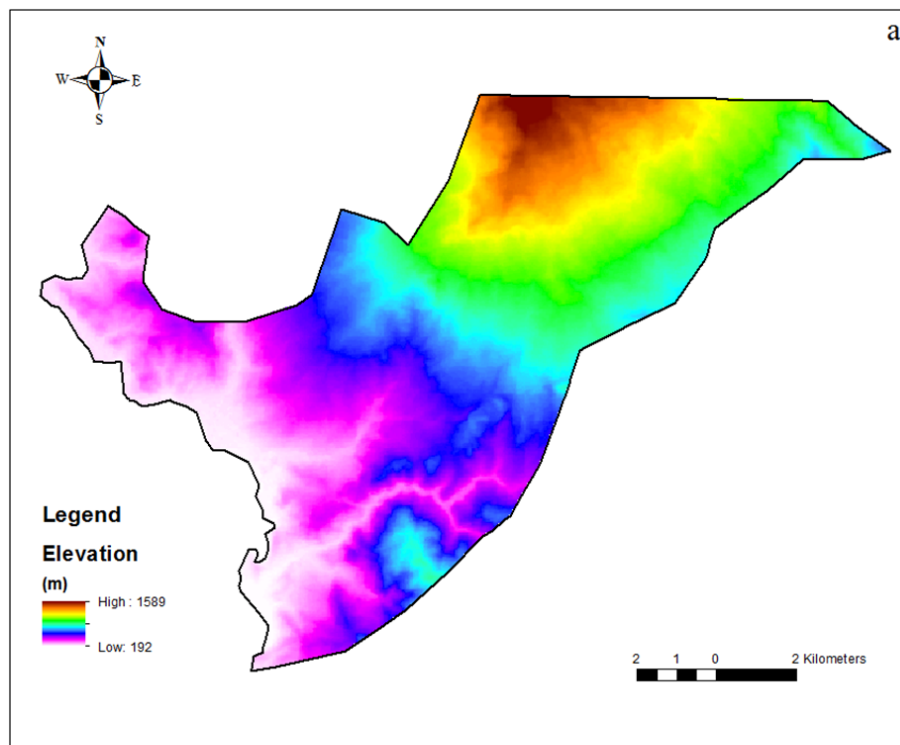 a
N
W E
S
Legend
Elevation
(m)
High : 1589
Low: 192
2 1 0 2 Kilometers